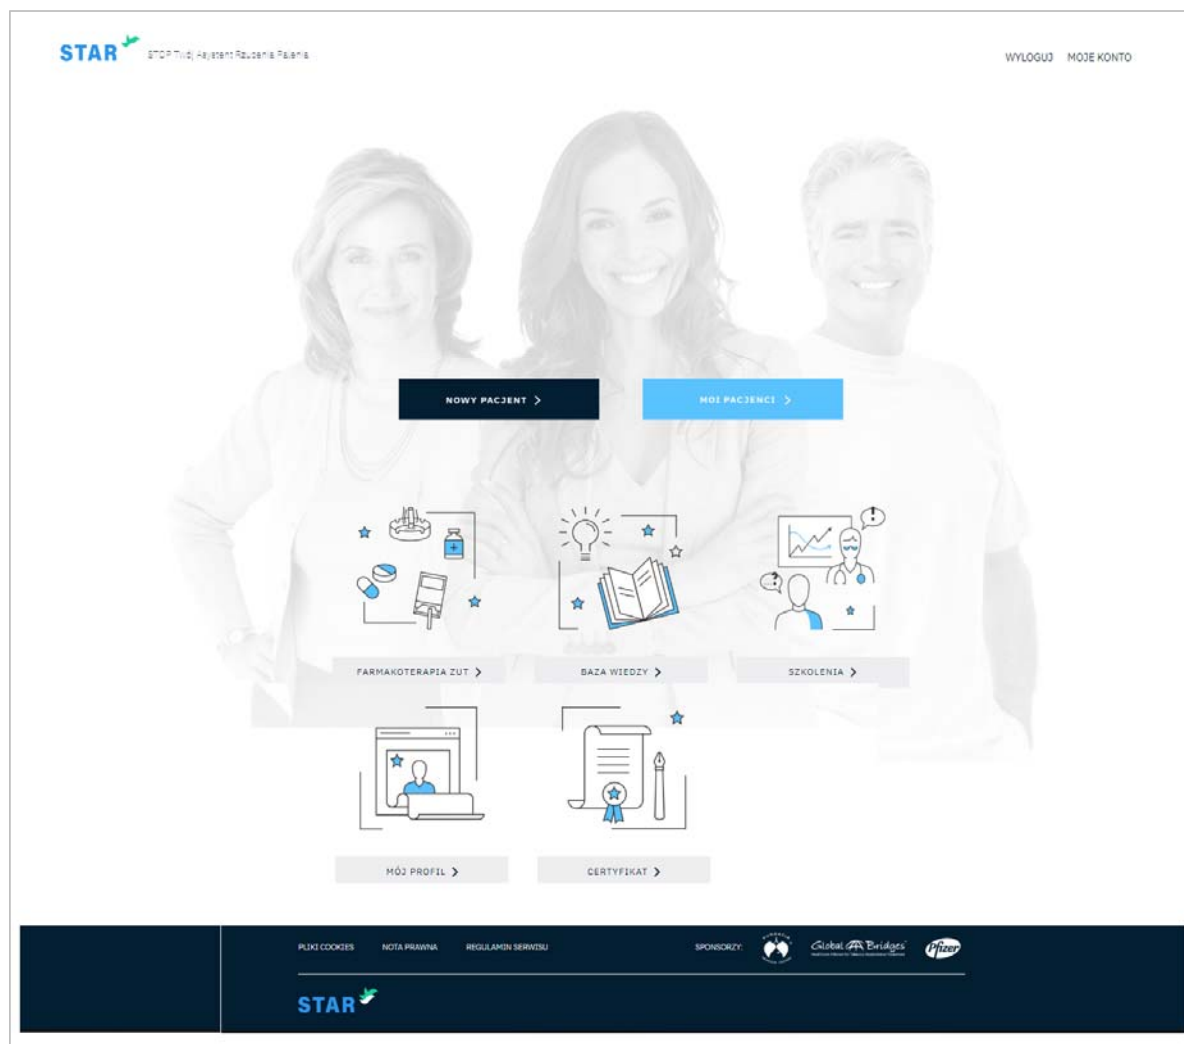 STAR
STOP Twój Asystent Rzucenia Palenia
WYLOGUJ MOJE KONTO
NOWY PACJENT
MOI PACJENCI
FARMAKOTERAPIA ZUT
BAZA WIEDZY
SZKOLENIA
MÓJ PROFIL
CERTYFIKAT
PLIKI COOKIES NOTA PRAWNA REGULAMIN SERWISU SPONSORZY:
Global Bridges
Pfizer
STAR